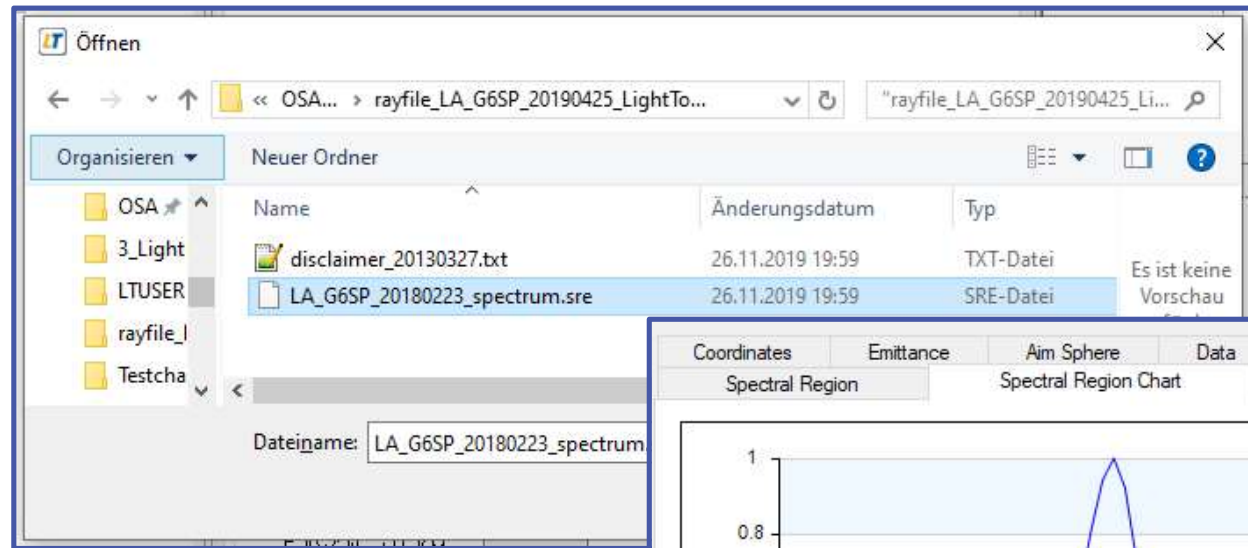 LT Öffnen
« OSA... › rayfile_LA_G6SP_20190425_LightTo...
"rayfile_LA_G6SP_20190425_Li...
Organisieren
Neuer Ordner
?
OSA
3_Light
LTUSER
rayfile_l
Testcha
Name
Änderungsdatum
Typ
disclaimer_20130327.txt
26.11.2019 19:59
TXT-Datei
LA_G6SP_20180223_spectrum.sre
26.11.2019 19:59
SRE-Datei
Es ist keine
Vorschau
Dateiname:
LA_G6SP_20180223_spectrum.
Coordinates
Emittance
Aim Sphere
Data
Spectral Region
Spectral Region Chart
1
0.8